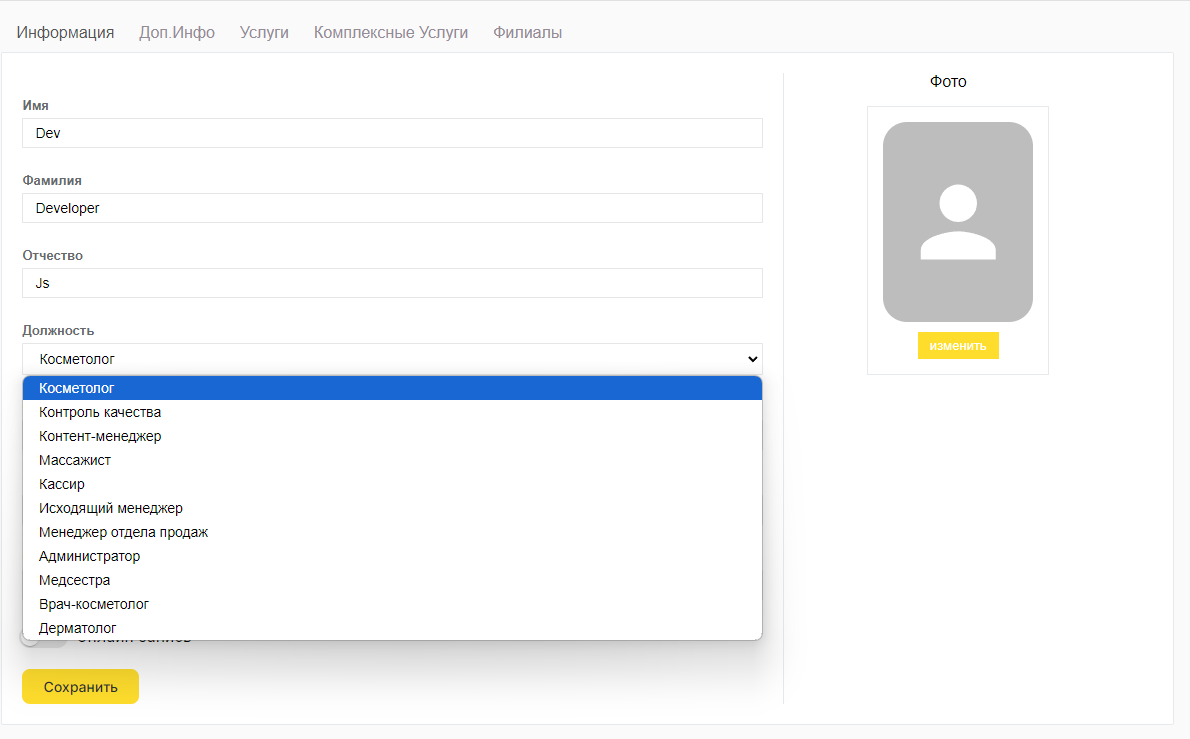 Информация Доп.Инфо Услуги Комплексные Услуги Филиалы
Фото
Имя
Dev
Фамилия
Developer
Отчество
Js
Должность
Косметолог
изменить
Косметолог
Контроль качества
Контент-менеджер
Массажист
Кассир
Исходящий менеджер
Менеджер отдела продаж
Администратор
Медсестра
Врач-косметолог
Дерматолог
Сохранить